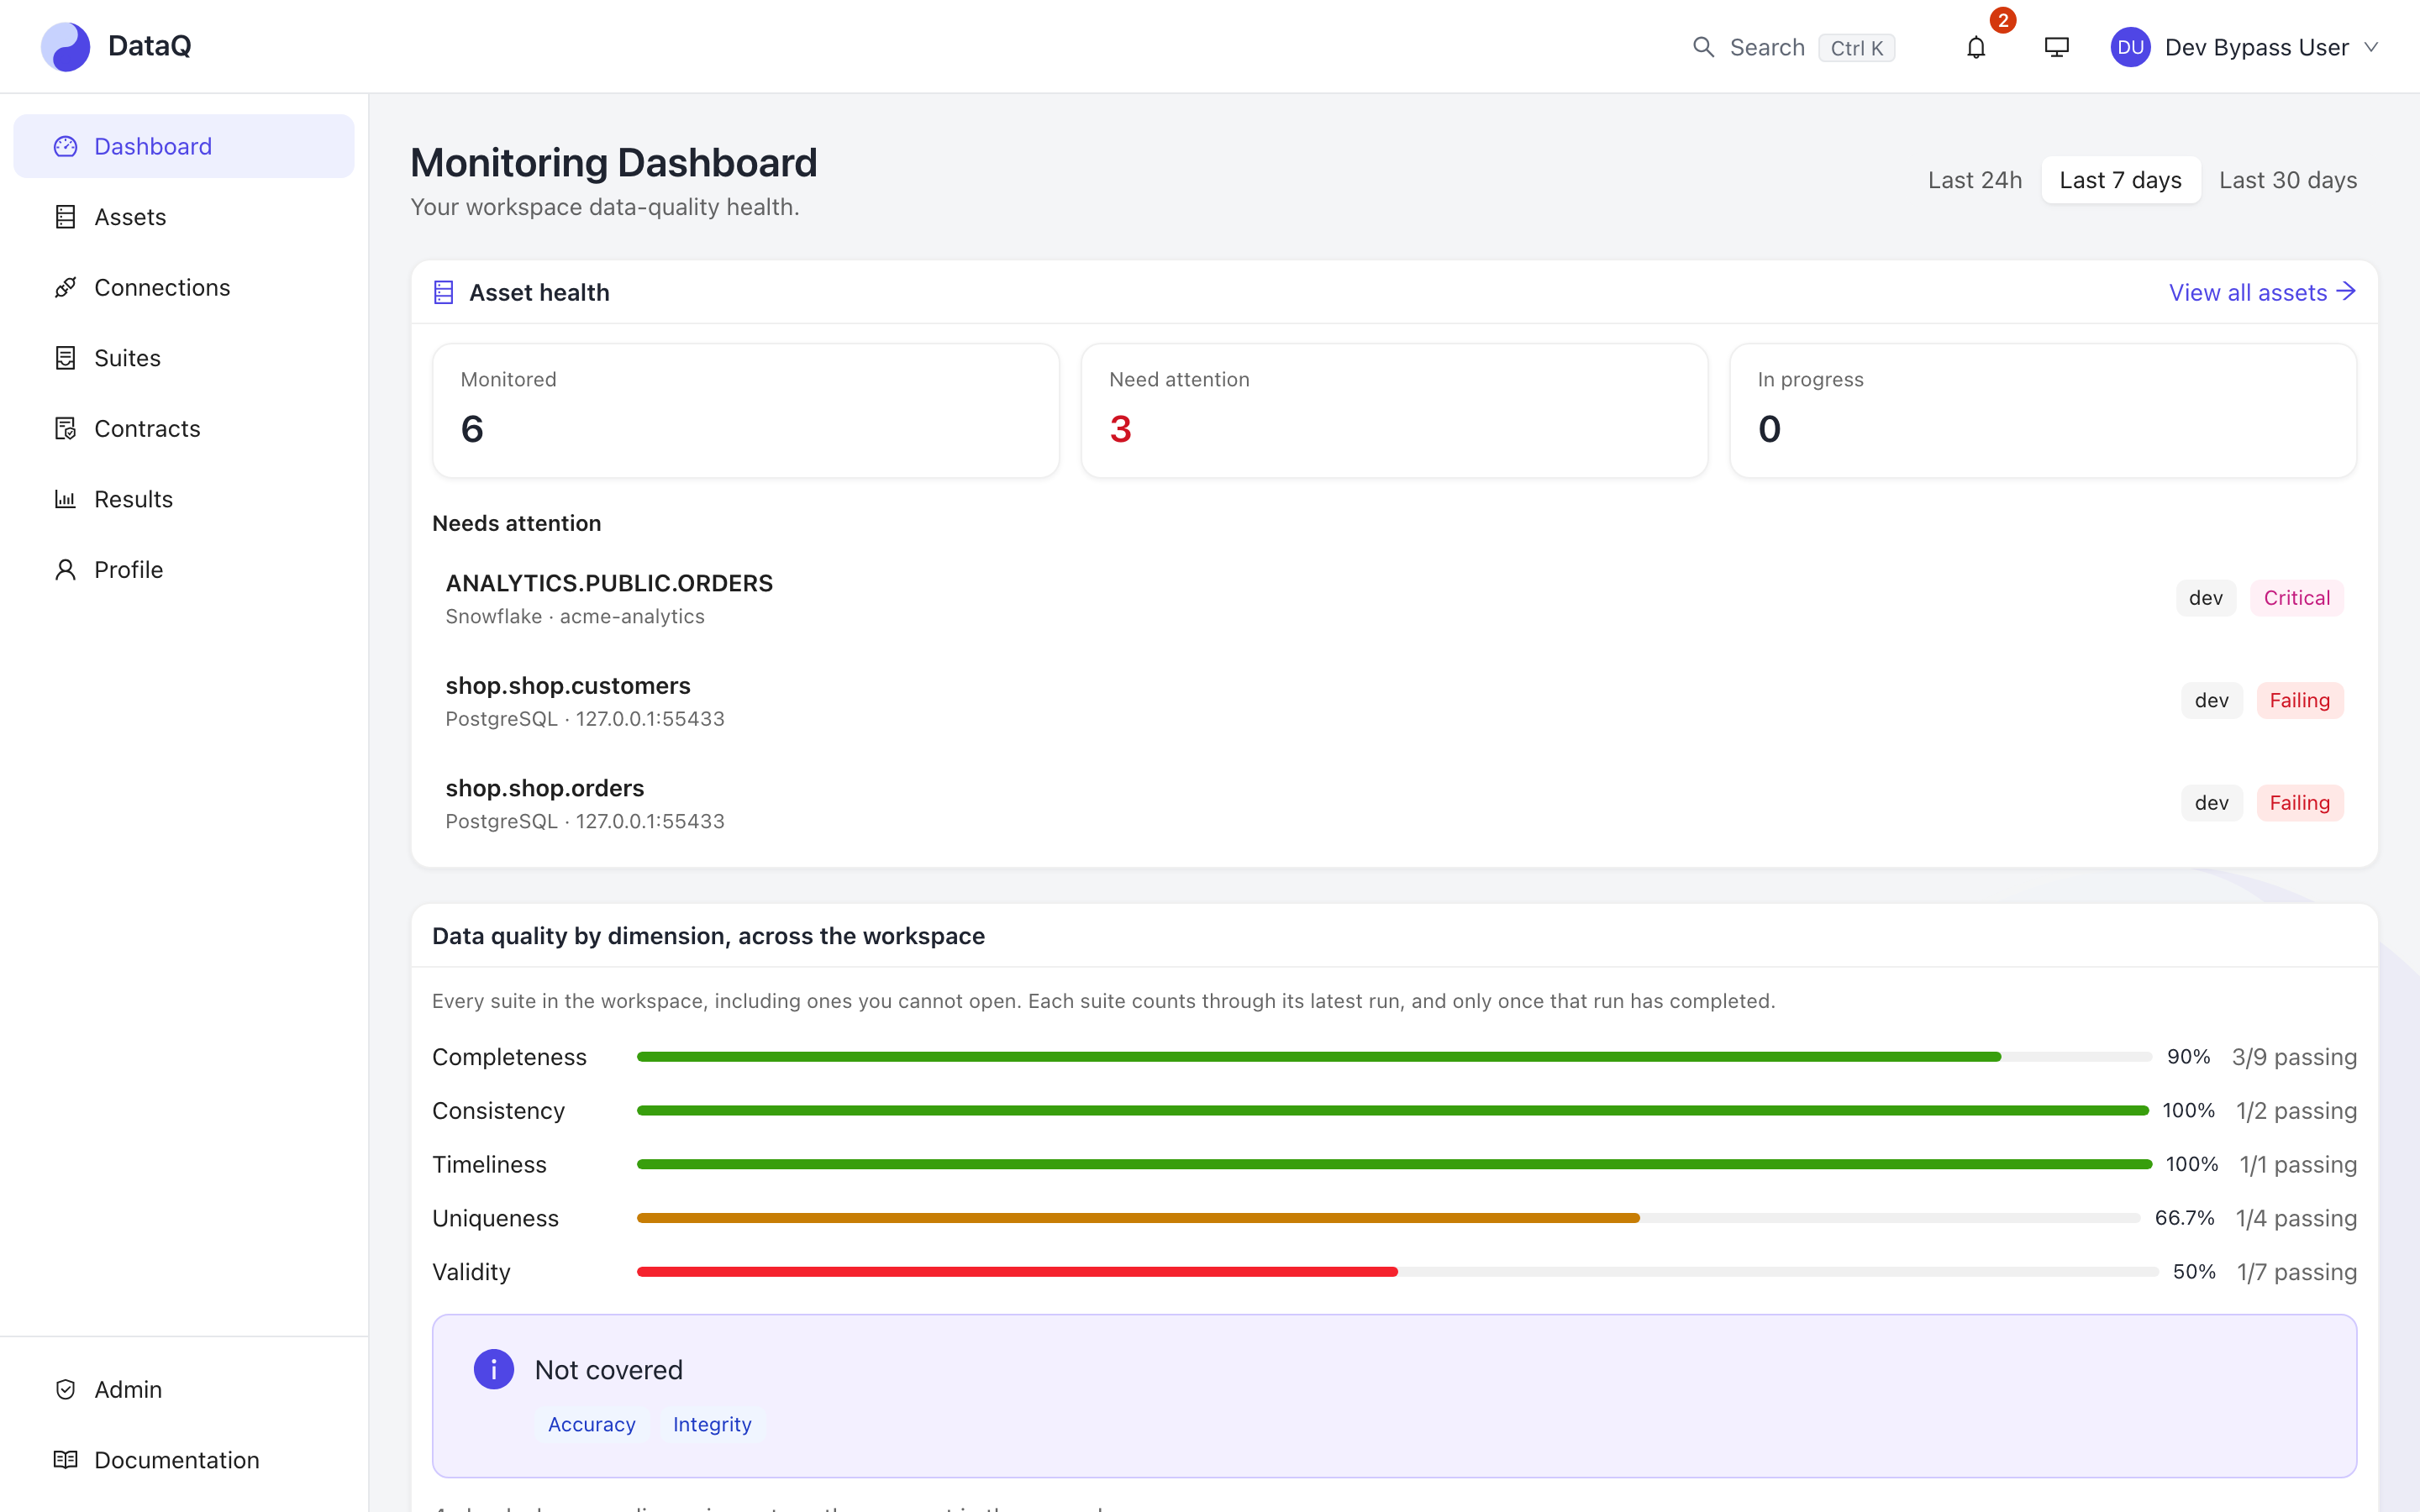 DataQ
Search Ctrl K
2
DU Dev Bypass User
Dashboard
Assets
Connections
Suites
Contracts
Results
Profile
Admin
Documentation
Monitoring Dashboard
Your workspace data-quality health.
Last 24h Last 7 days Last 30 days
Asset health
View all assets
Monitored
6
Need attention
3
In progress
0
Needs attention
ANALYTICS.PUBLIC.ORDERS
Snowflake · acme-analytics
dev Critical
shop.shop.customers
PostgreSQL · 127.0.0.1:55433
dev Failing
shop.shop.orders
PostgreSQL · 127.0.0.1:55433
dev Failing
Data quality by dimension, across the workspace
Every suite in the workspace, including ones you cannot open. Each suite counts through its latest run, and only once that run has completed.
Completeness 90% 3/9 passing
Consistency 100% 1/2 passing
Timeliness 100% 1/1 passing
Uniqueness 66.7% 1/4 passing
Validity 50% 1/7 passing
Not covered
Accuracy Integrity